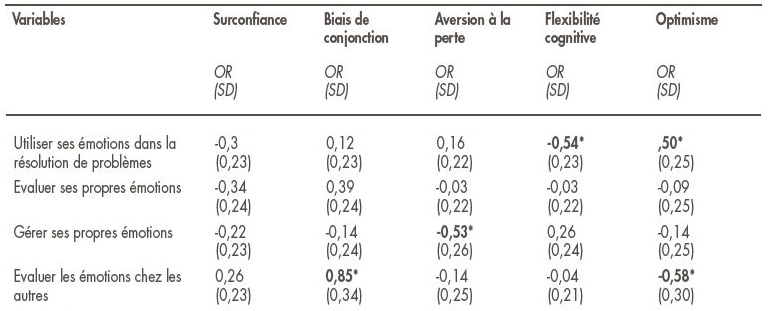 Variables Surconfiance Biais de conjonction Aversion à la perte Flexibilité cognitive Optimisme
OR (SD) OR (SD) OR (SD) OR (SD) OR (SD)
Utiliser ses émotions dans la -0,3 0,12 0,16 -0,54* ,50*
résolution de problèmes (0,23) (0,23) (0,22) (0,23) (0,25)
Evaluer ses propres émotions -0,34 0,39 -0,03 -0,03 -0,09
(0,24) (0,24) (0,22) (0,22) (0,25)
Gérer ses propres émotions -0,22 -0,14 -0,53* 0,26 -0,14
(0,23) (0,24) (0,26) (0,24) (0,25)
Evaluer les émotions chez les 0,26 0,85* -0,14 -0,04 -0,58*
autres (0,23) (0,34) (0,25) (0,21) (0,30)